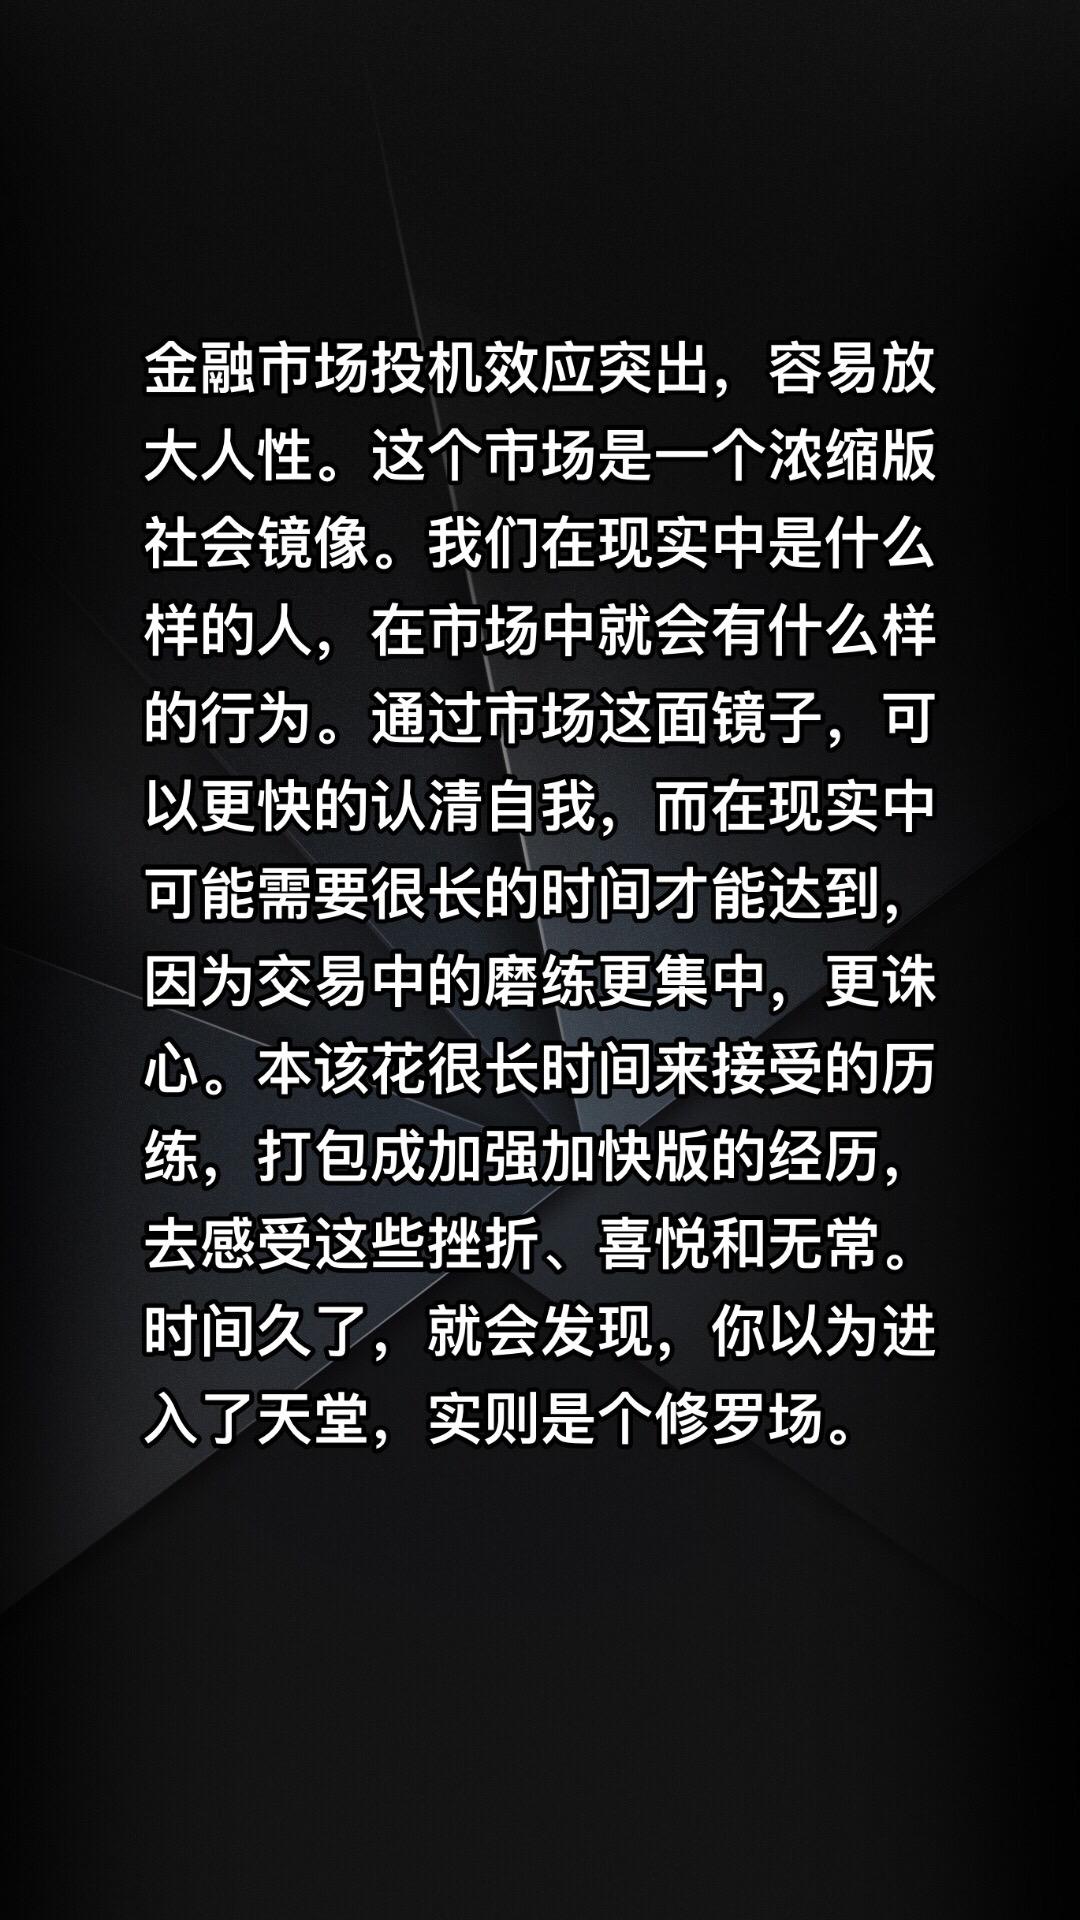 金融市场投机效应突出，容易放
大人性。这个市场是一个浓缩版
社会镜像。我们在现实中是什么
样的人，在市场中就会有什么样
的行为。通过市场这面镜子，可
以更快的认清自我，而在现实中
可能需要很长的时间才能达到，
因为交易中的磨练更集中，更诛
心。本该花很长时间来接受的历
练，打包成加强加快版的经历，
去感受这些挫折、喜悦和无常。
时间久了，就会发现，你以为进
入了天堂，实则是个修罗场。